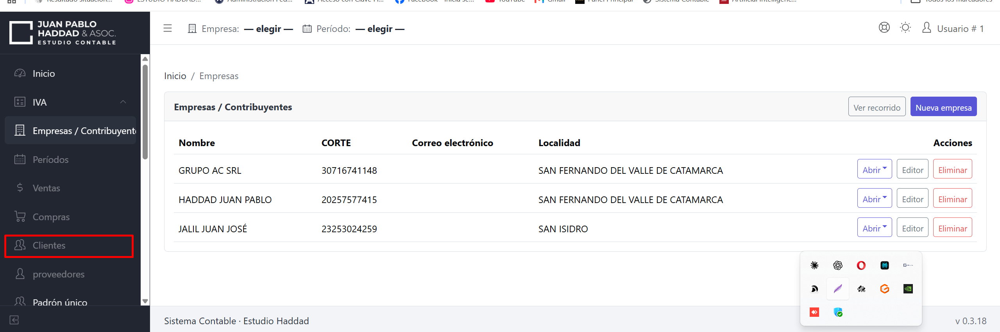 JUAN PABLO
HADDAD & ASOC.
ESTUDIO CONTABLE
Empresa: — elegir — Período: — elegir —
Usuario # 1
Inicio
IVA
Empresas / Contribuyent
Períodos
Ventas
Compras
Clientes
proveedores
Padrón único
Inicio / Empresas
Empresas / Contribuyentes
Ver recorrido Nueva empresa
Nombre CORTE Correo electrónico Localidad Acciones
GRUPO AC SRL 30716741148 SAN FERNANDO DEL VALLE DE CATAMARCA Abrir Editor Eliminar
HADDAD JUAN PABLO 20257577415 SAN FERNANDO DEL VALLE DE CATAMARCA Abrir Editor Eliminar
JALIL JUAN JOSÉ 23253024259 SAN ISIDRO Abrir Editor Eliminar
Sistema Contable · Estudio Haddad
v 0.3.18